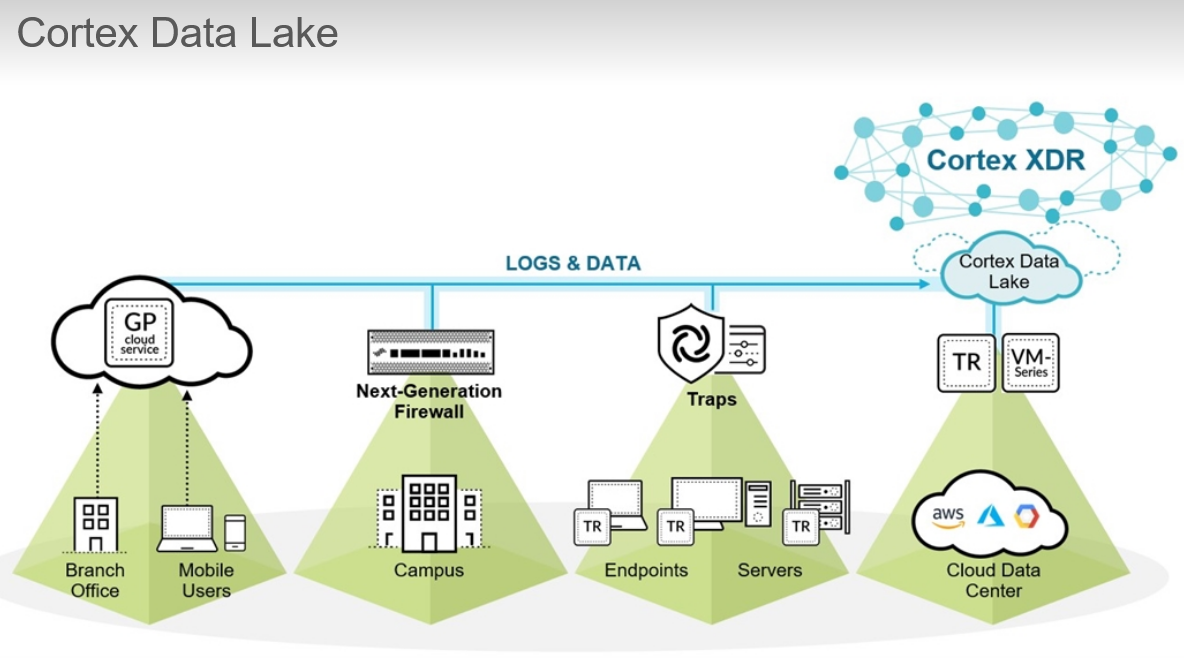 Cortex Data Lake
Cortex XDR
LOGS & DATA
Cortex Data
Lake
GP
cloud
service
Next-Generation
Firewall
Traps
TR
VM-
Series
TR
TR
TR
aws
Branch
Office
Mobile
Users
Campus
Endpoints
Servers
Cloud Data
Center